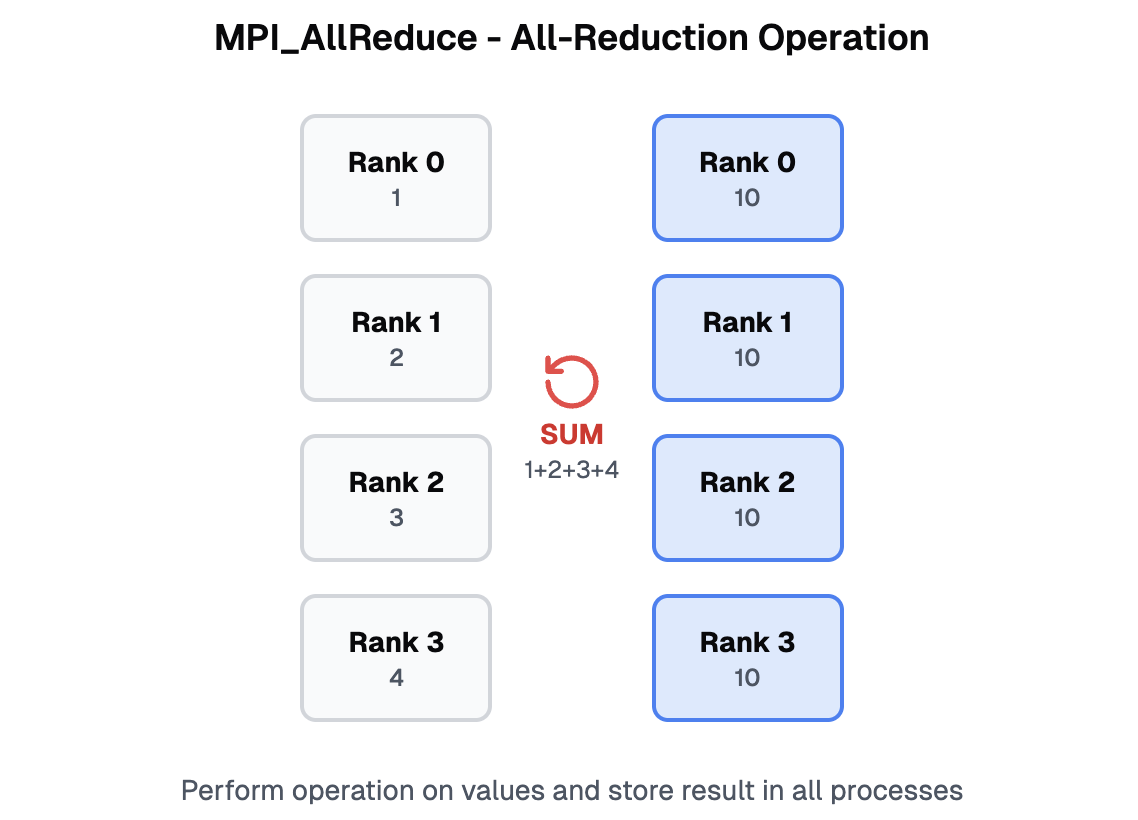 MPI_AllReduce - All-Reduction Operation
Rank 0
1
Rank 1
2
Rank 2
3
Rank 3
4
SUM
1+2+3+4
Rank 0
10
Rank 1
10
Rank 2
10
Rank 3
10
Perform operation on values and store result in all processes